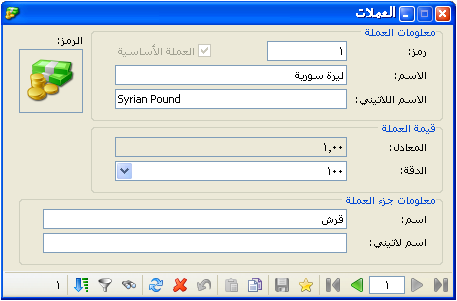 العملات
معلومات العملة
رمز: ١ العملة الأساسية
الرمز:
الاسم: ليرة سورية
الاسم اللاتيني: Syrian Pound
قيمة العملة
المعادل: ١,٠٠
الدقة: ١٠٠
معلومات جزء العملة
اسم: قرش
اسم لاتيني:
١ ١